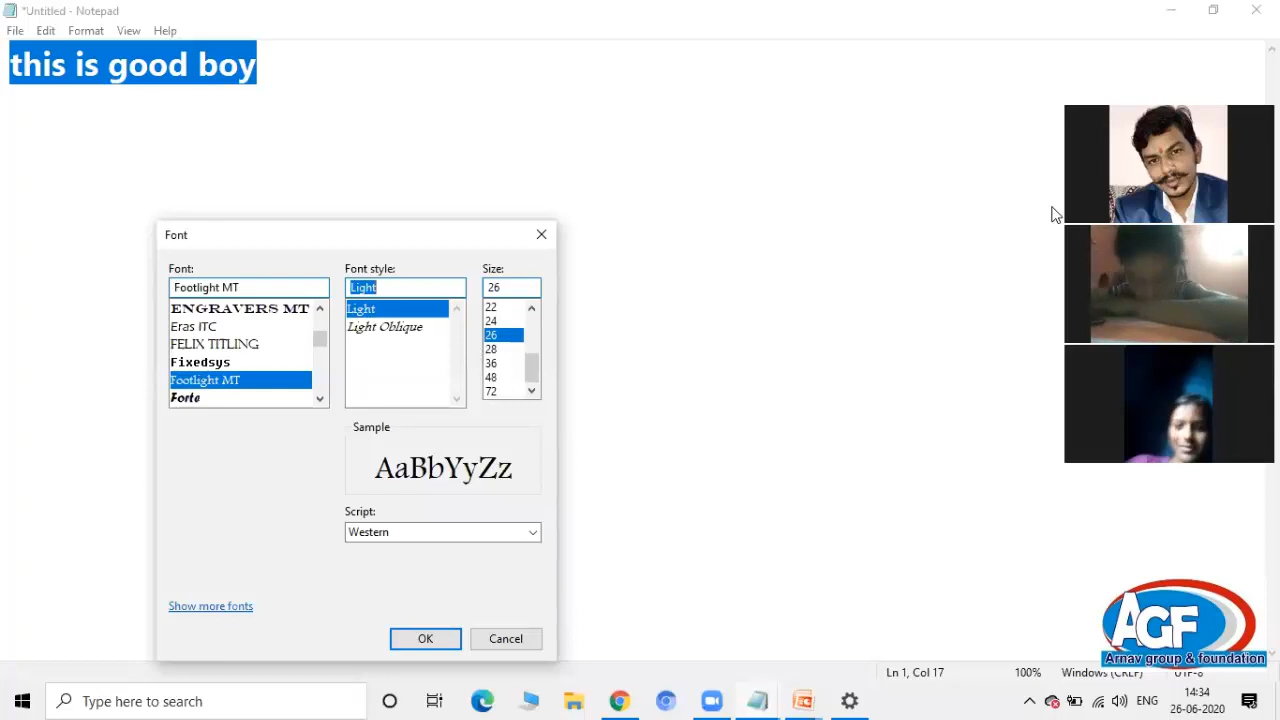 *Untitled - Notepad
File Edit Format View Help
this is good boy
Font
Font: Font style: Size:
Footlight MT Light 26
ENGRAVERS MT Light 22
Eras ITC Light Oblique 24
FELIX TITLING 26
Fixedsys 28
Footlight MT 36
Forte 48
72
Sample
AaBbYyZz
Script:
Western
Show more fonts
OK Cancel
AGF
Arnav group & foundation
Ln 1, Col 17 100% Windows (CRLF) UTF-8
Type here to search
ENG 14:34
26-06-2020